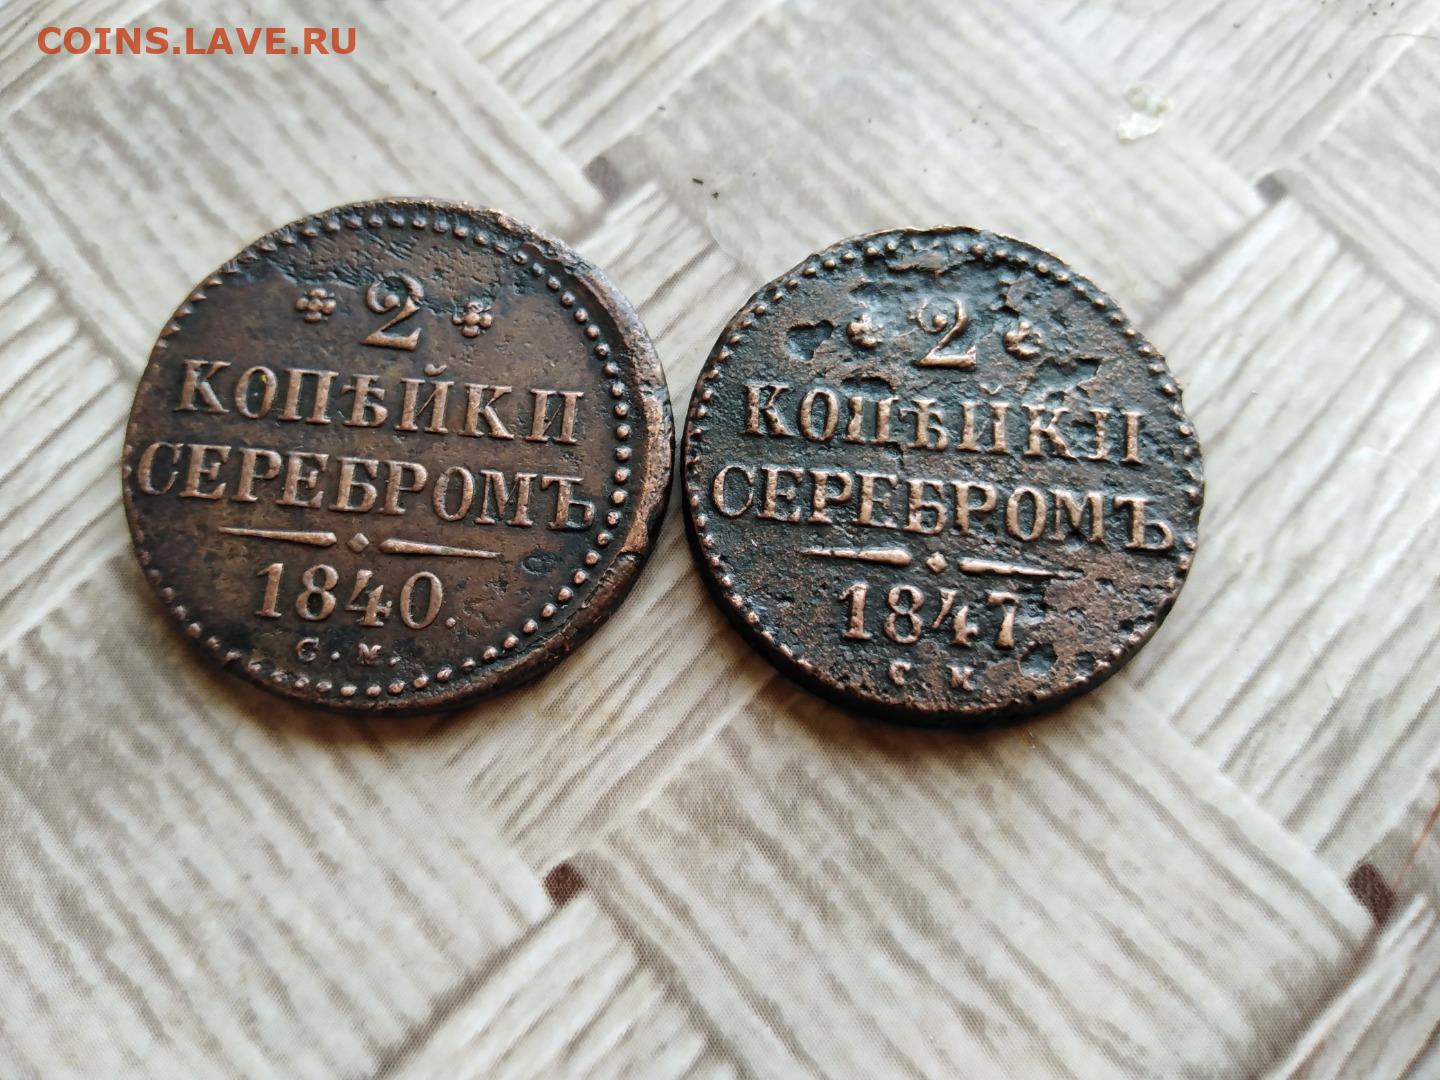 COINS.LAVE.RU
2
КОПѢЙКИ
СЕРЕБРОМЪ
1840.
С. М.
2
КОПѢЙКИ
СЕРЕБРОМЪ
1847
С М